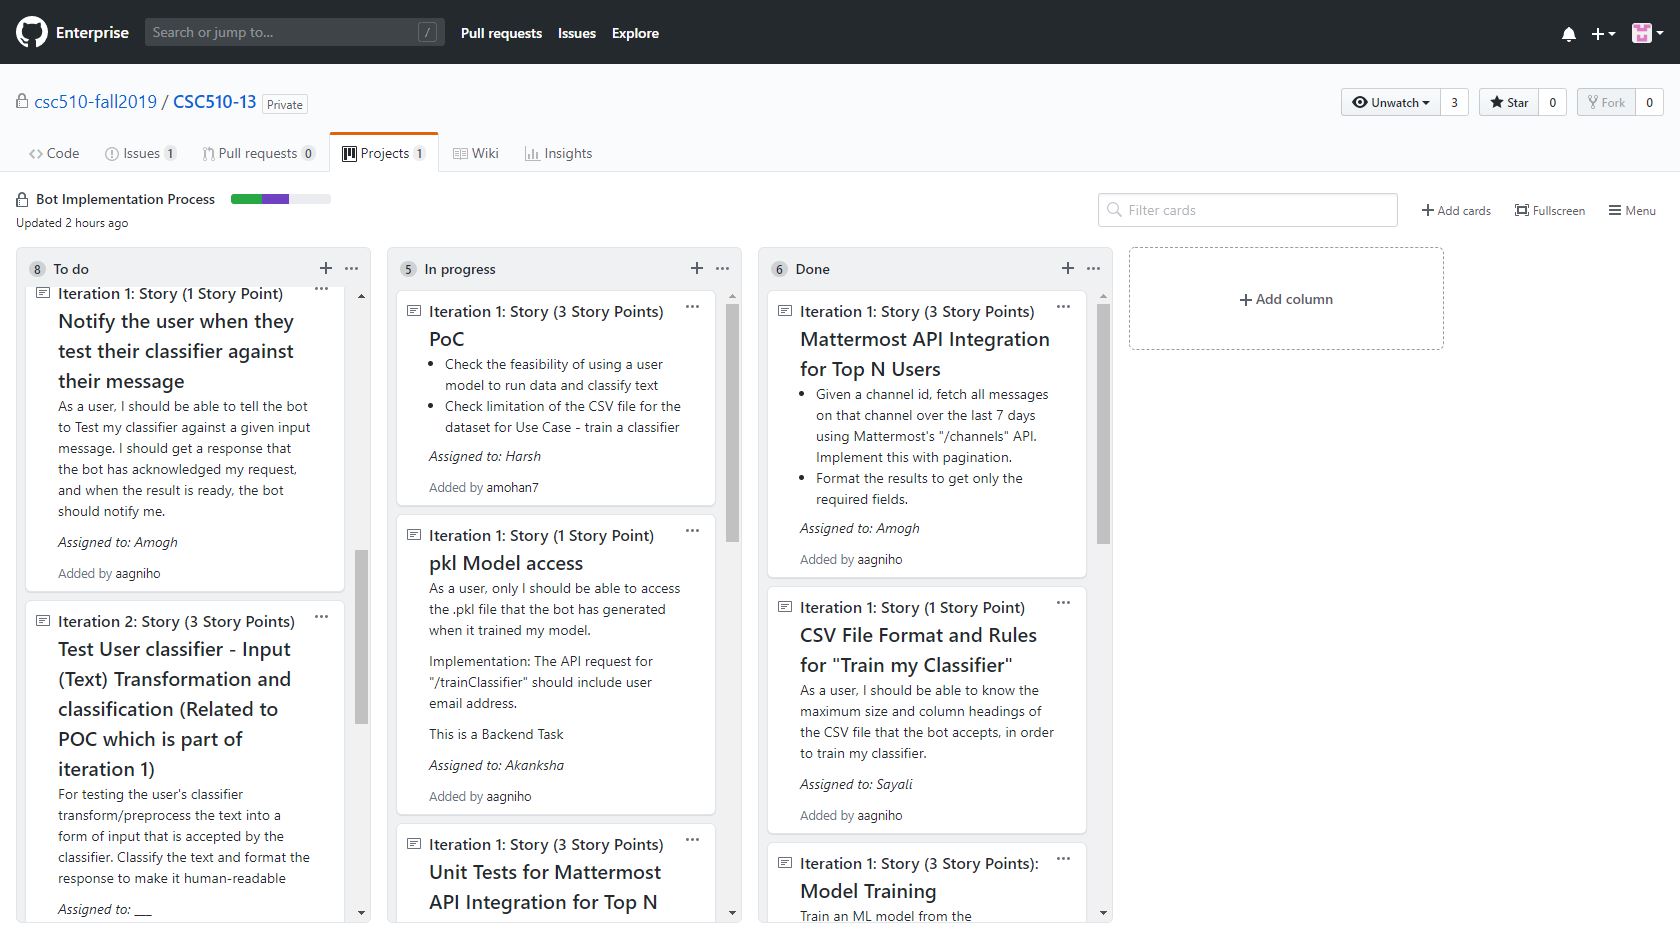 Enterprise
Search or jump to...
/
Pull requests
Issues
Explore
csc510-fall2019 / CSC510-13 Private
Unwatch 3
Star 0
Fork 0
Code
Issues 1
Pull requests 0
Projects 1
Wiki
Insights
Bot Implementation Process
Updated 2 hours ago
Filter cards
Add cards
Fullscreen
Menu
8 To do
Iteration 1: Story (1 Story Point)
Notify the user when they
test their classifier against
their message
As a user, I should be able to tell the bot
to Test my classifier against a given input
message. I should get a response that
the bot has acknowledged my request,
and when the result is ready, the bot
should notify me.
Assigned to: Amogh
Added by aagniho
Iteration 2: Story (3 Story Points)
Test User classifier - Input
(Text) Transformation and
classification (Related to
POC which is part of
iteration 1)
For testing the user's classifier
transform/preprocess the text into a
form of input that is accepted by the
classifier. Classify the text and format the
response to make it human-readable
Assigned to: ___
5 In progress
Iteration 1: Story (3 Story Points)
PoC
• Check the feasibility of using a user
model to run data and classify text
• Check limitation of the CSV file for the
dataset for Use Case - train a classifier
Assigned to: Harsh
Added by amohan7
Iteration 1: Story (1 Story Point)
pkl Model access
As a user, only I should be able to access
the .pkl file that the bot has generated
when it trained my model.
Implementation: The API request for
"/trainClassifier" should include user
email address.
This is a Backend Task
Assigned to: Akanksha
Added by aagniho
Iteration 1: Story (3 Story Points)
Unit Tests for Mattermost
API Integration for Top N
6 Done
Iteration 1: Story (3 Story Points)
Mattermost API Integration
for Top N Users
• Given a channel id, fetch all messages
on that channel over the last 7 days
using Mattermost's "/channels" API.
Implement this with pagination.
• Format the results to get only the
required fields.
Assigned to: Amogh
Added by aagniho
Iteration 1: Story (1 Story Point)
CSV File Format and Rules
for "Train my Classifier"
As a user, I should be able to know the
maximum size and column headings of
the CSV file that the bot accepts, in order
to train my classifier.
Assigned to: Sayali
Added by aagniho
Iteration 1: Story (3 Story Points):
Model Training
Train an ML model from the
Add column